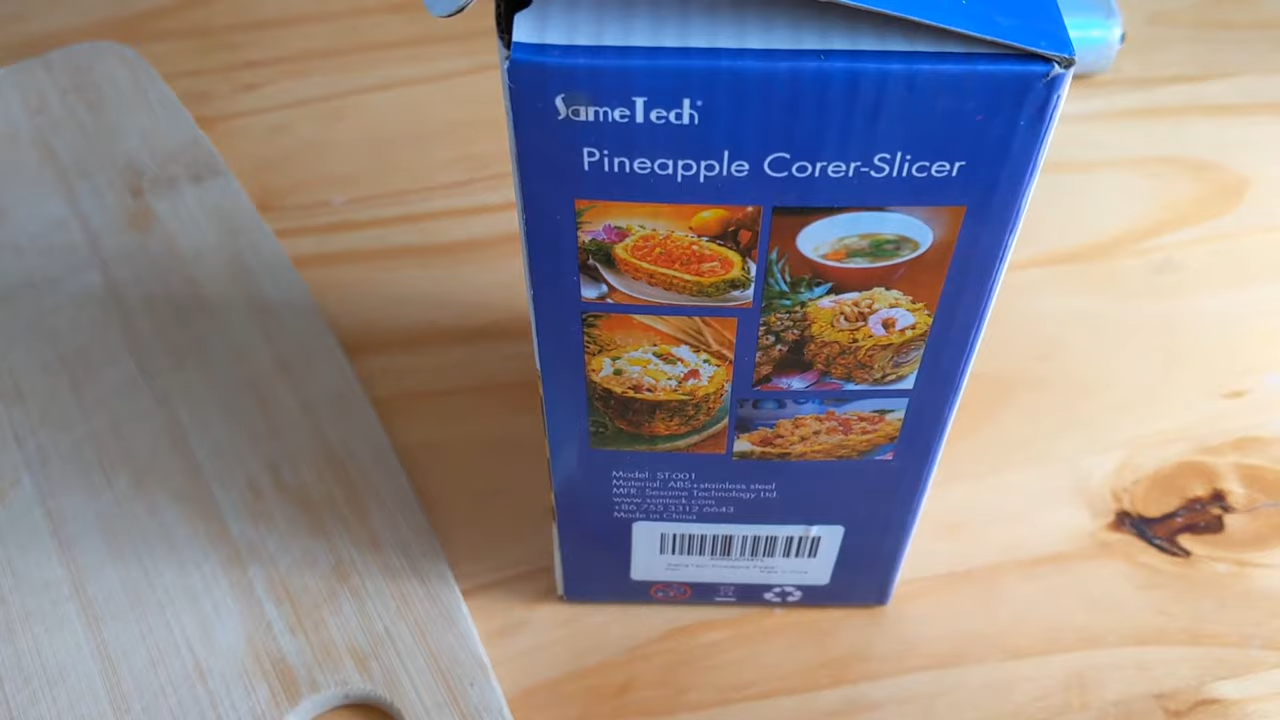 SameTech
Pineapple Corer-Slicer
Model: ST-001
Material: ABS+stainless steel
MFR: Sesame Technology Ltd.
www.ssmteck.com
+86 755 3312 6643
Made in China